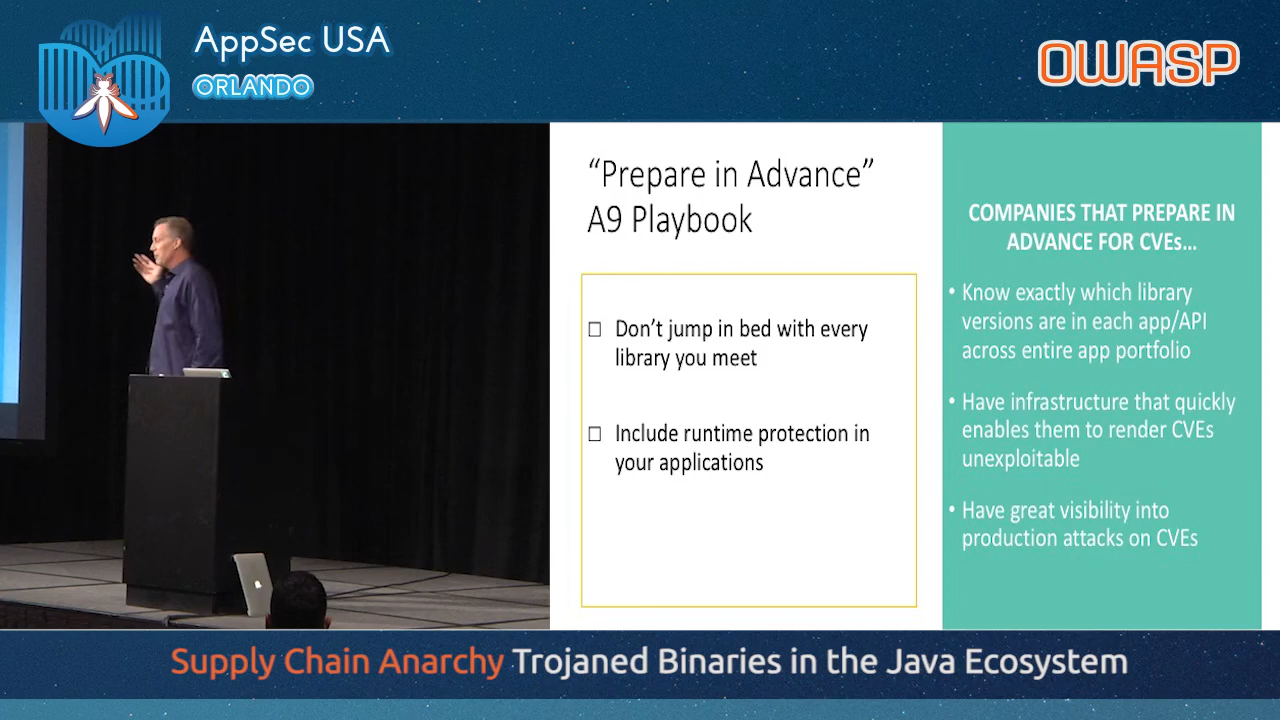 AppSec USA
ORLANDO
OWASP
“Prepare in Advance”
A9 Playbook
Don’t jump in bed with every
library you meet
Include runtime protection in
your applications
COMPANIES THAT PREPARE IN
ADVANCE FOR CVEs…
• Know exactly which library
versions are in each app/API
across entire app portfolio
• Have infrastructure that quickly
enables them to render CVEs
unexploitable
• Have great visibility into
production attacks on CVEs
Supply Chain Anarchy Trojaned Binaries in the Java Ecosystem